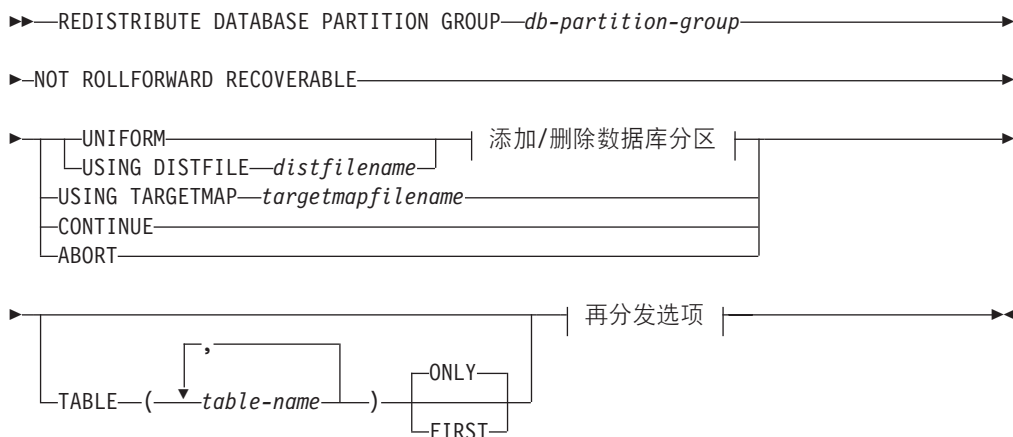 REDISTRIBUTE DATABASE PARTITION GROUP db-partition-group
NOT ROLLFORWARD RECOVERABLE
UNIFORM 添加/删除数据库分区
USING DISTFILE distfilename
USING TARGETMAP targetmapfilename
CONTINUE
ABORT
再分发选项
,
ONLY
TABLE ( table-name )
FIRST